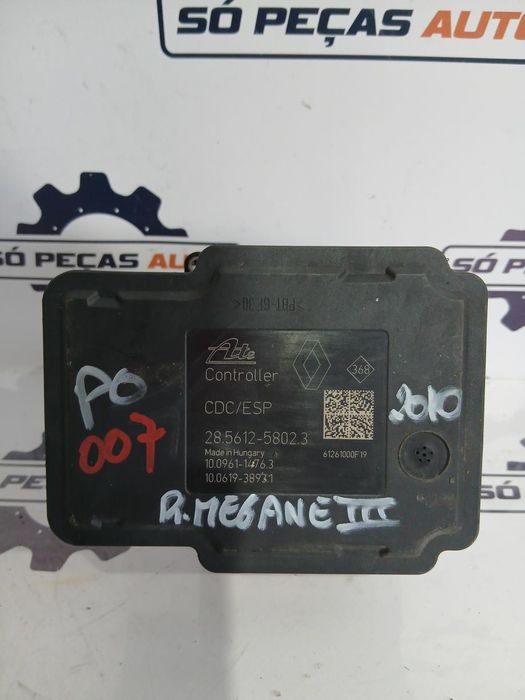 SÓ PEÇAS AUTO
SÓ PEÇAS A
SÓ PEÇAS
>PBT-GF30<
Ate
Controller
368
CDC/ESP
28.5612-5802.3
Made in Hungary
61261000F19
10.0961-1476.3
10.0619-3893.1
PO
007
2010
R.MEGANE III